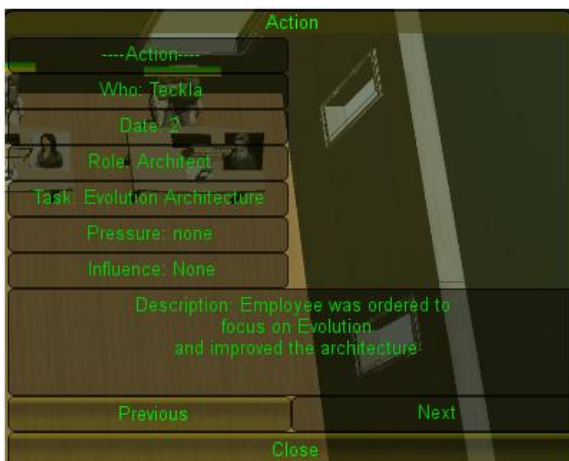 Action
----Action----
Who: Teckla
Date: 2
Role: Architect
Task: Evolution Architecture
Pressure: none
Influence: None
Description: Employee was ordered to
focus on Evolution
and improved the architecture
Previous
Next
Close